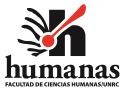 humanas
FACULTAD DE CIENCIAS HUMANAS/UNRC